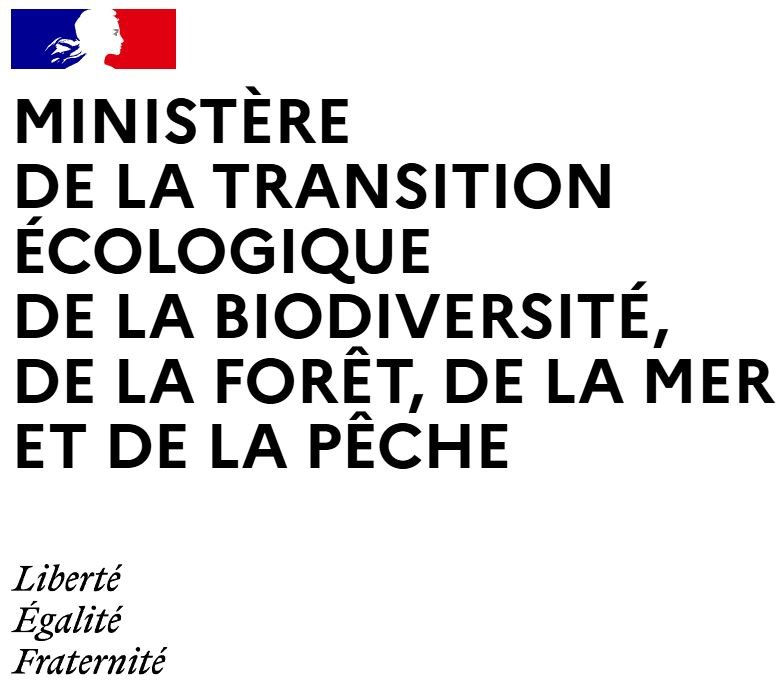 MINISTÈRE
DE LA TRANSITION
ÉCOLOGIQUE
DE LA BIODIVERSITÉ,
DE LA FORÊT, DE LA MER
ET DE LA PÊCHE
Liberté
Égalité
Fraternité